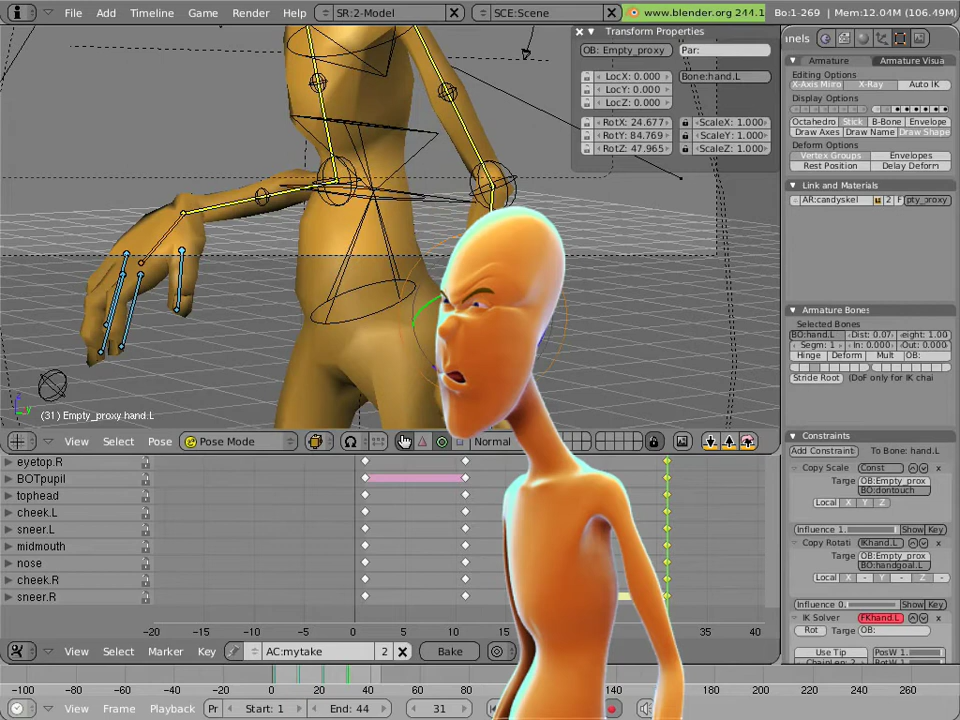 File Add Timeline Game Render Help SR:2-Model SCE:Scene www.blender.org 244.1 Bo:1-269 | Mem:12.04M (106.49M)
Transform Properties
OB: Empty_proxy Par:
LocX: 0.000 Bone:hand.L
LocY: 0.000
LocZ: 0.000
RotX: 24.677 ScaleX: 1.000
RotY: 84.769 ScaleY: 1.000
RotZ: 47.965 ScaleZ: 1.000
(31) Empty_proxy hand.L
View Select Pose Pose Mode Normal
eyetop.R
BOTpupil
tophead
cheek.L
sneer.L
midmouth
nose
cheek.R
sneer.R
-20 -15 -10 -5 0 5 10 15 35 40
View Select Marker Key AC:mytake 2 Bake
-100 -80 -60 -40 -20 0 20 40 60 80 140 160 180 200 220 240 260
View Frame Playback Pr Start: 1 End: 44 31
nels
Armature Armature Visua
Editing Options
X-Axis Mirro X-Ray Auto IK
Display Options
Octahedro Stick B-Bone Envelope
Draw Axes Draw Name Draw Shape
Deform Options
Vertex Groups Envelopes
Rest Position Delay Deform
Link and Materials
AR:candyskel 2 F pty_proxy
Armature Bones
Selected Bones
BO:hand.L Dist: 0.07 eight: 1.00
Segm: 1 In: 0.000 Out: 0.000
Hinge Deform Mult OB:
Stride Root (DoF only for IK chai
Constraints
Add Constraint To Bone: hand.L
Copy Scale Const
Targe OB:Empty_prox
BO:dontouch
Local X Y Z
Influence 1. Show Key
Copy Rotati IKhand.L
Targe OB:Empty_prox
BO:handgoal.L
Local X - Y - Z -
Influence 0. Show Key
IK Solver FKhand.L
Rot Targe OB:
Use Tip PosW 1.
ChainLen: 2 RotW 1.